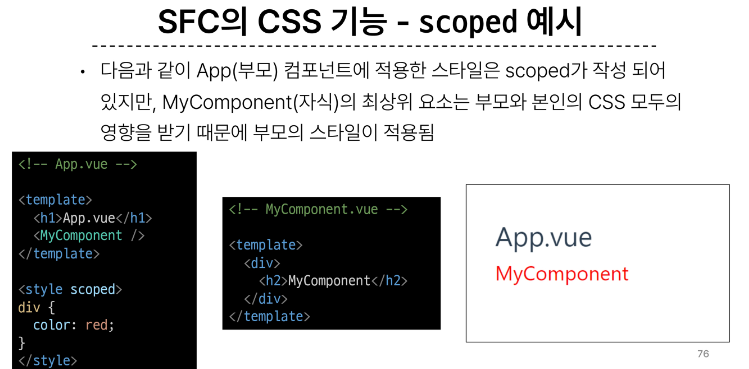 SFC의 CSS 기능 - scoped 예시
• 다음과 같이 App(부모) 컴포넌트에 적용한 스타일은 scoped가 작성 되어
있지만, MyComponent(자식)의 최상위 요소는 부모와 본인의 CSS 모두의
영향을 받기 때문에 부모의 스타일이 적용됨
<!-- App.vue -->
<template>
<h1>App.vue</h1>
<MyComponent />
</template>
<style scoped>
div {
color: red;
}
</style>
<!-- MyComponent.vue -->
<template>
<div>
<h2>MyComponent</h2>
</div>
</template>
App.vue
MyComponent
76